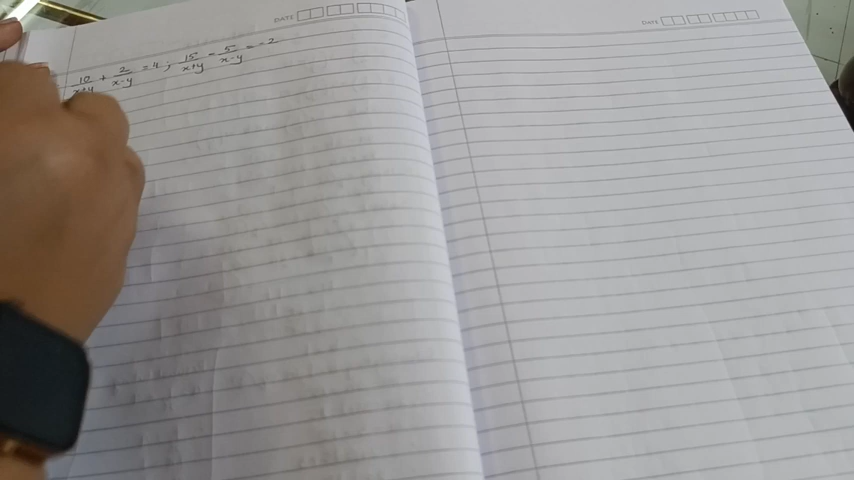 DATE
DATE
10/x+y + 2/x-y = 4 ; 15/x+y - 5/x-y = -2